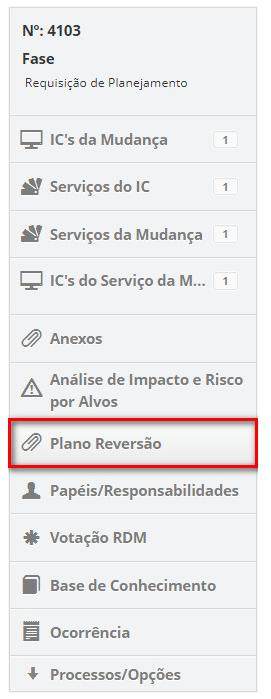 Nº: 4103
Fase
Requisição de Planejamento
IC's da Mudança 1
Serviços do IC 1
Serviços da Mudança 1
IC's do Serviço da M... 1
Anexos
Análise de Impacto e Risco
por Alvos
Plano Reversão
Papéis/Responsabilidades
Votação RDM
Base de Conhecimento
Ocorrência
Processos/Opções